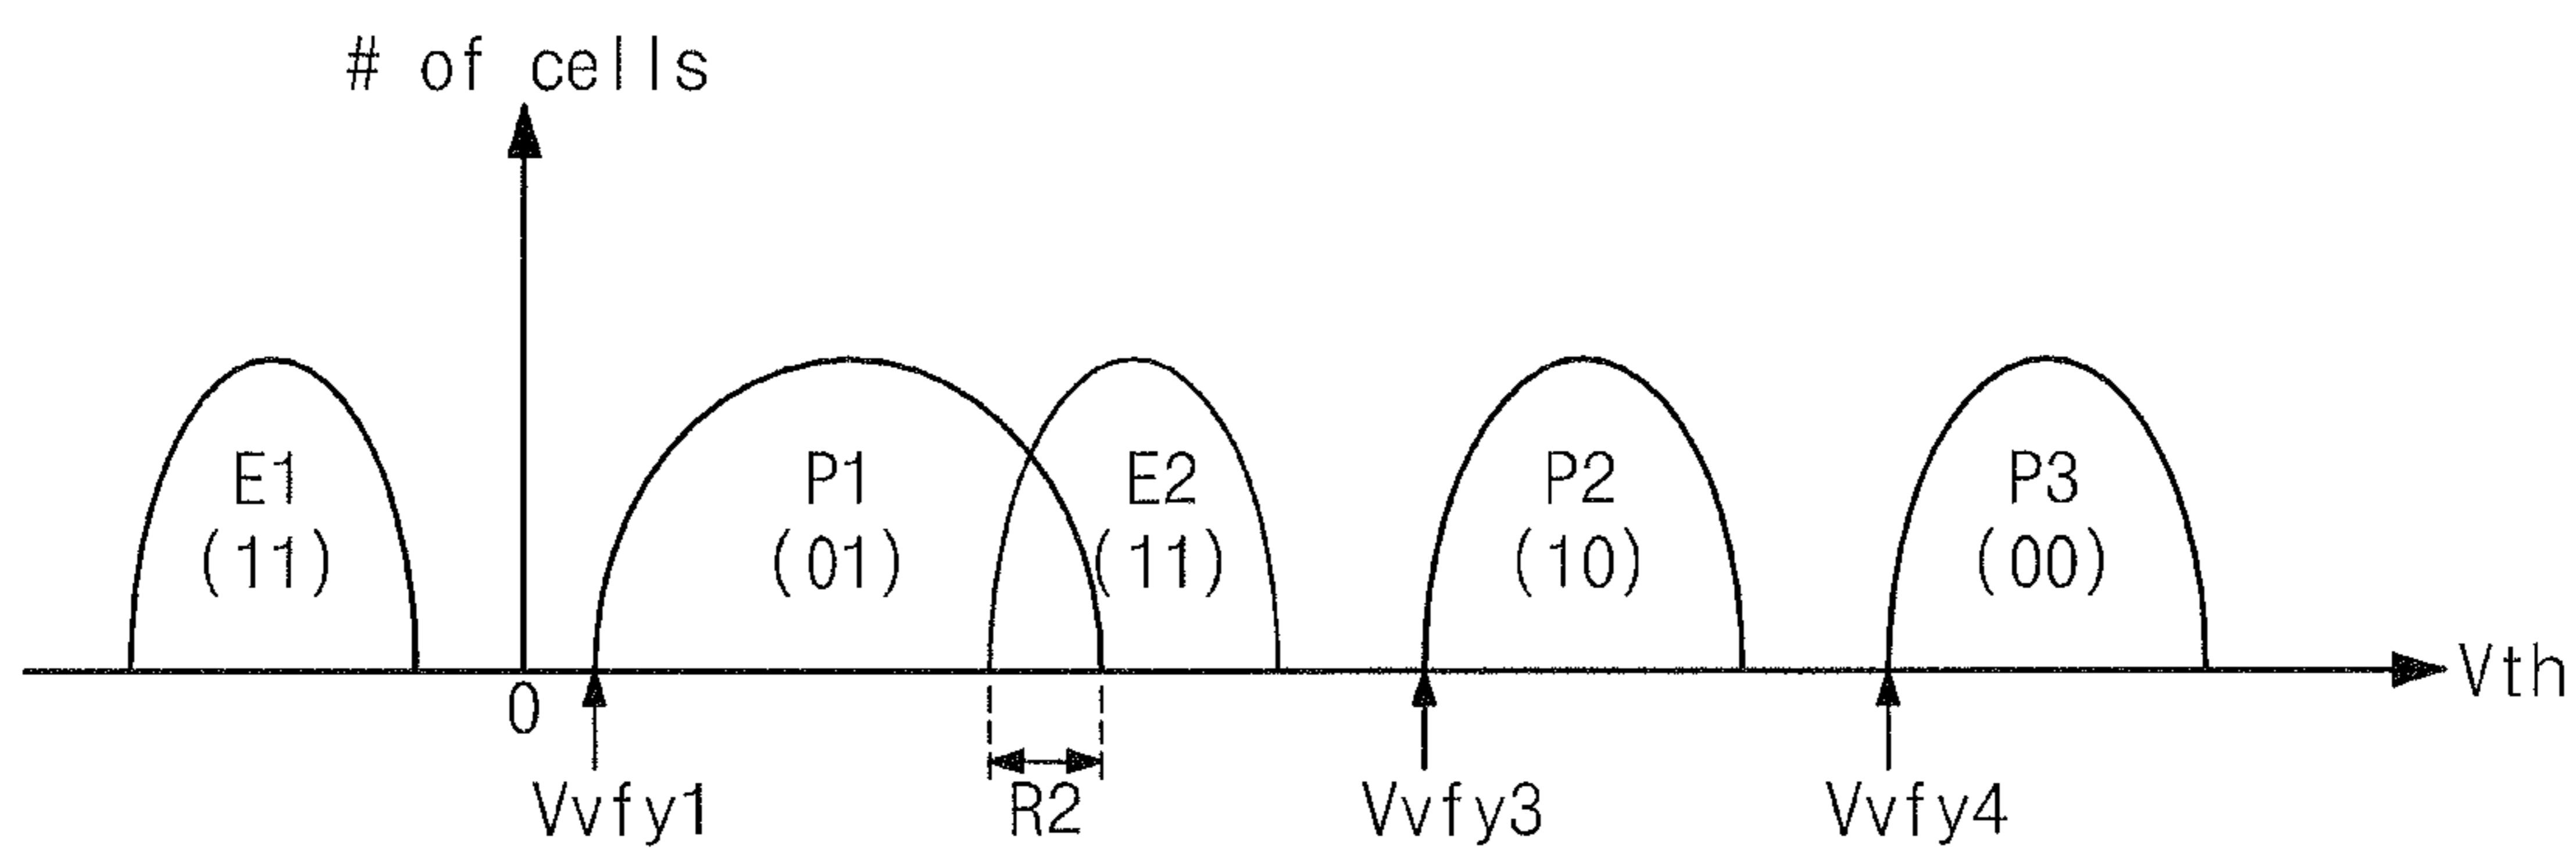 # of cells
E1 P1 E2 P2 P3
(11) (01) (11) (10) (00)
Vth
0
Vvfy1 R2 Vvfy3 Vvfy4